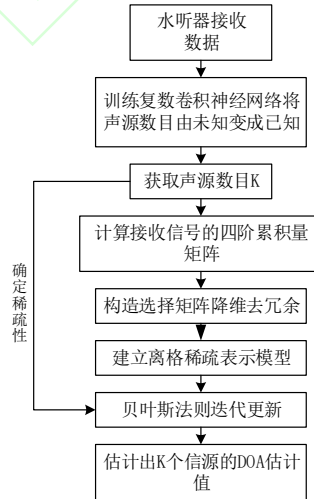 水听器接收
数据
训练复数卷积神经网络将
声源数目由未知变成已知
获取声源数目K
计算接收信号的四阶累积量
矩阵
构造选择矩阵降维去冗余
建立离格稀疏表示模型
贝叶斯法则迭代更新
估计出K个信源的DOA估计
值
确定稀疏性